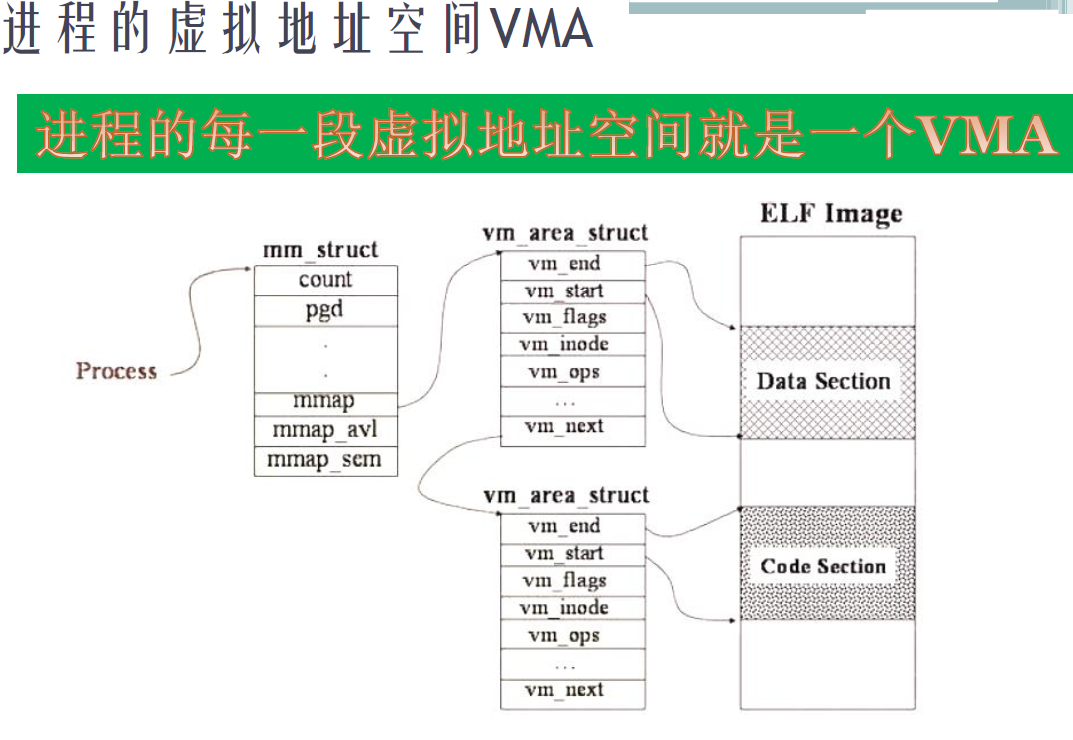 进程的虚拟地址空间VMA
进程的每一段虚拟地址空间就是一个VMA
ELF Image
vm_area_struct
mm_struct
vm_end
count
vm_start
pgd
vm_flags
.
vm_inode
Process
.
vm_ops
Data Section
mmap
...
mmap_avl
vm_next
mmap_sem
vm_area_struct
vm_end
vm_start
Code Section
vm_flags
vm_inode
vm_ops
...
vm_next